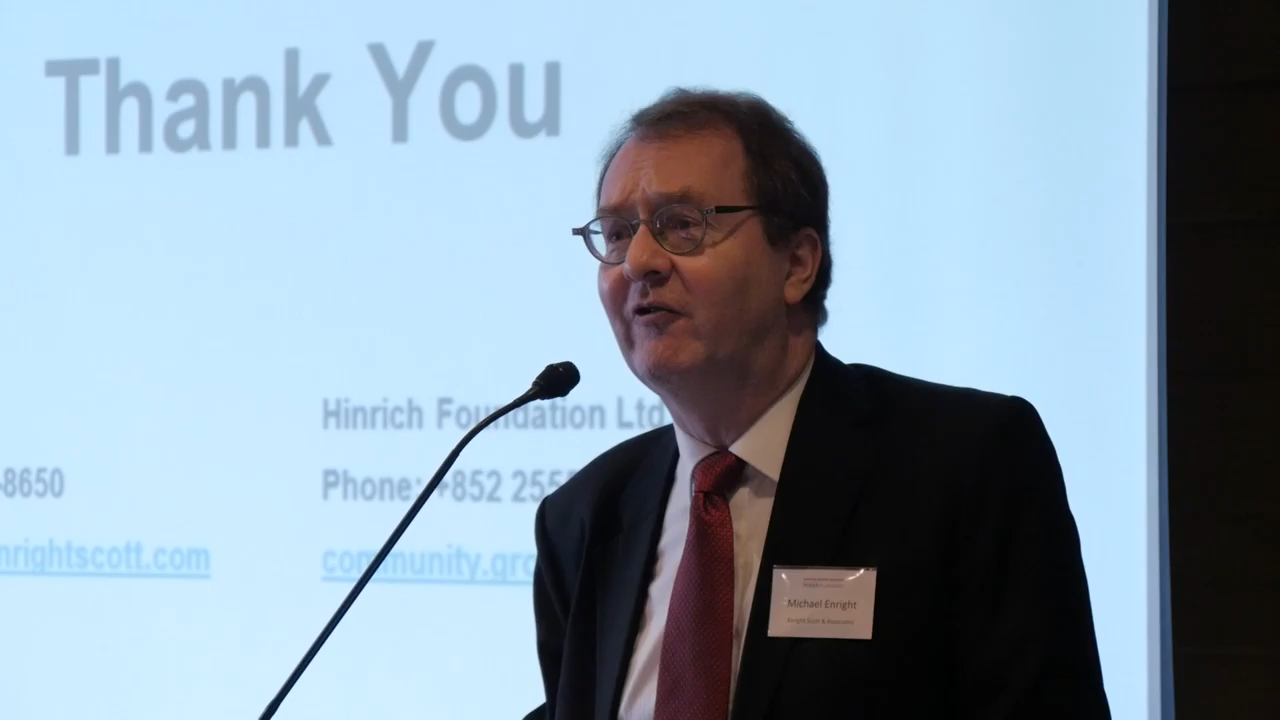 Thank You
Hinrich Foundation Ltd
-8650
Phone: +852 255
nrightscott.com
community.gro
Michael Enright
Enright Scott & Associates